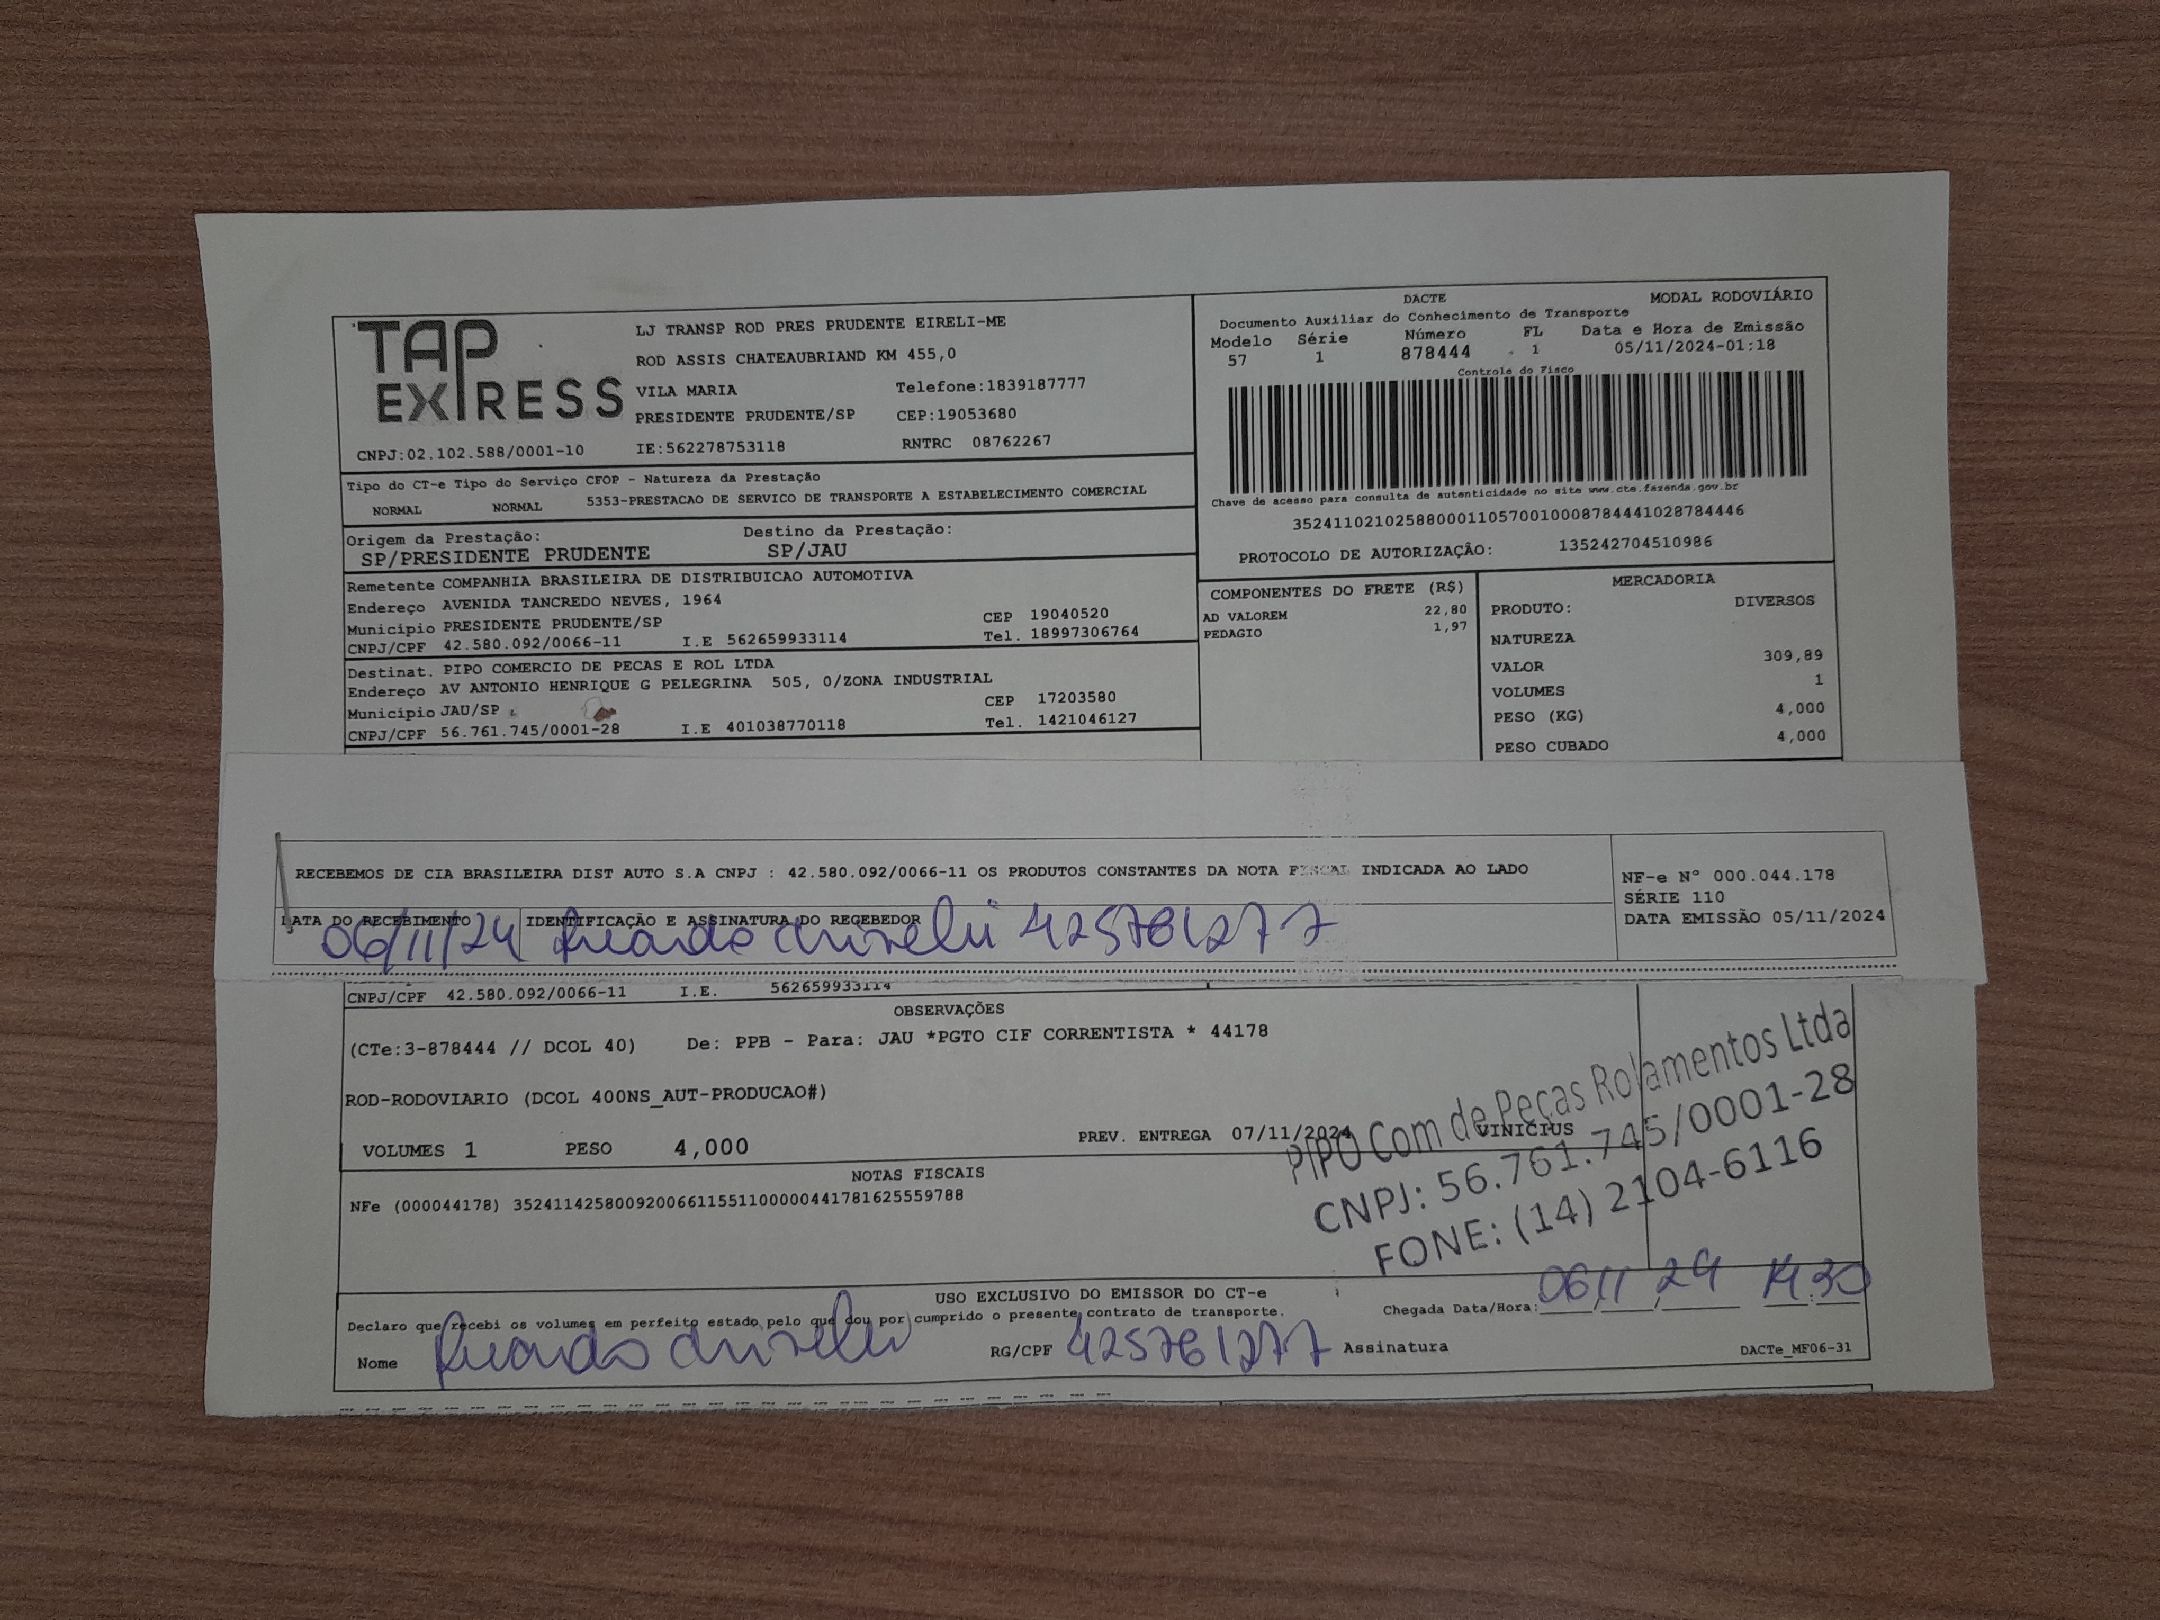 TAP EXPRESS
LJ TRANSP ROD PRES PRUDENTE EIRELI-ME
ROD ASSIS CHATEAUBRIAND KM 455,0
VILA MARIA Telefone:1839187777
PRESIDENTE PRUDENTE/SP CEP:19053680
CNPJ:02.102.588/0001-10 IE:562278753118 RNTRC 08762267
DACTE MODAL RODOVIÁRIO
Documento Auxiliar do Conhecimento de Transporte
Modelo Série Número FL Data e Hora de Emissão
57 1 878444 1 05/11/2024-01:18
Controle do Fisco
Chave de acesso para consulta de autenticidade no site www.cte.fazenda.gov.br
35241102102588000110570010008784441028784446
PROTOCOLO DE AUTORIZAÇÃO: 135242704510986
Tipo do CT-e Tipo do Serviço CFOP - Natureza da Prestação
NORMAL NORMAL 5353-PRESTACAO DE SERVICO DE TRANSPORTE A ESTABELECIMENTO COMERCIAL
Origem da Prestação: Destino da Prestação:
SP/PRESIDENTE PRUDENTE SP/JAU
Remetente COMPANHIA BRASILEIRA DE DISTRIBUICAO AUTOMOTIVA
Endereço AVENIDA TANCREDO NEVES, 1964
Município PRESIDENTE PRUDENTE/SP CEP 19040520
CNPJ/CPF 42.580.092/0066-11 I.E 562659933114 Tel. 18997306764
Destinat. PIPO COMERCIO DE PECAS E ROL LTDA
Endereço AV ANTONIO HENRIQUE G PELEGRINA 505, 0/ZONA INDUSTRIAL
Município JAU/SP CEP 17203580
CNPJ/CPF 56.761.745/0001-28 I.E 401038770118 Tel. 1421046127
COMPONENTES DO FRETE (R$)
AD VALOREM 22,80
PEDAGIO 1,97
MERCADORIA
PRODUTO: DIVERSOS
NATUREZA
VALOR 309,89
VOLUMES 1
PESO (KG) 4,000
PESO CUBADO 4,000
RECEBEMOS DE CIA BRASILEIRA DIST AUTO S.A CNPJ : 42.580.092/0066-11 OS PRODUTOS CONSTANTES DA NOTA FISCAL INDICADA AO LADO
NF-e N° 000.044.178
SÉRIE 110
DATA EMISSÃO 05/11/2024
DATA DO RECEBIMENTO IDENTIFICAÇÃO E ASSINATURA DO RECEBEDOR
06/11/24 Ricardo 425761277
CNPJ/CPF 42.580.092/0066-11 I.E. 562659933114
OBSERVAÇÕES
(CTe:3-878444 // DCOL 40) De: PPB - Para: JAU *PGTO CIF CORRENTISTA * 44178
ROD-RODOVIARIO (DCOL 400NS_AUT-PRODUCAO#)
VOLUMES 1 PESO 4,000 PREV. ENTREGA 07/11/2024 VINICIUS
NOTAS FISCAIS
NFe (000044178) 35241142580092006611551100000441781625559788
PIPO Com de Peças Rolamentos Ltda
CNPJ: 56.761.745/0001-28
FONE: (14) 2104-6116
USO EXCLUSIVO DO EMISSOR DO CT-e
Declaro que recebi os volumes em perfeito estado pelo que dou por cumprido o presente contrato de transporte. Chegada Data/Hora: 06 11 24 14:30
Nome Ricardo RG/CPF 425761277 Assinatura DACTe_MF06-31